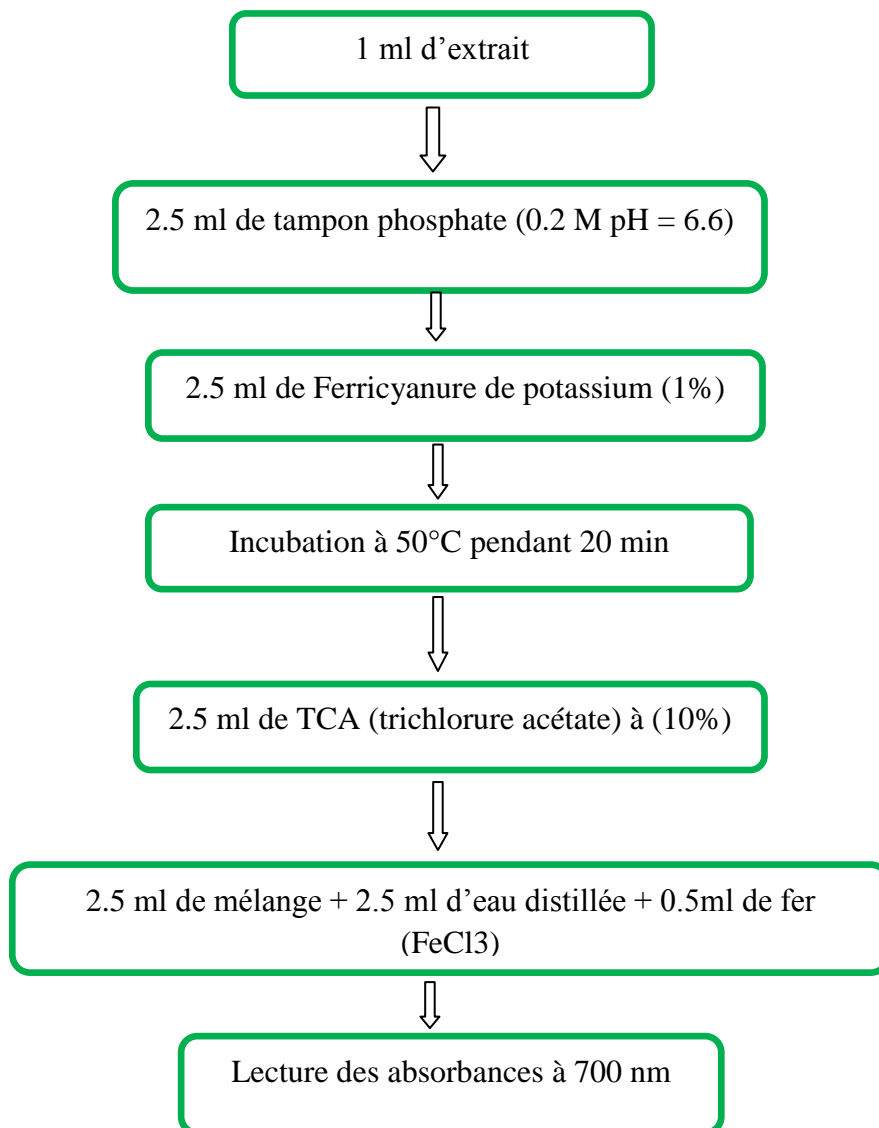 1 ml d’extrait
2.5 ml de tampon phosphate (0.2 M pH = 6.6)
2.5 ml de Ferricyanure de potassium (1%)
Incubation à 50°C pendant 20 min
2.5 ml de TCA (trichlorure acétate) à (10%)
2.5 ml de mélange + 2.5 ml d’eau distillée + 0.5ml de fer
(FeCl3)
Lecture des absorbances à 700 nm